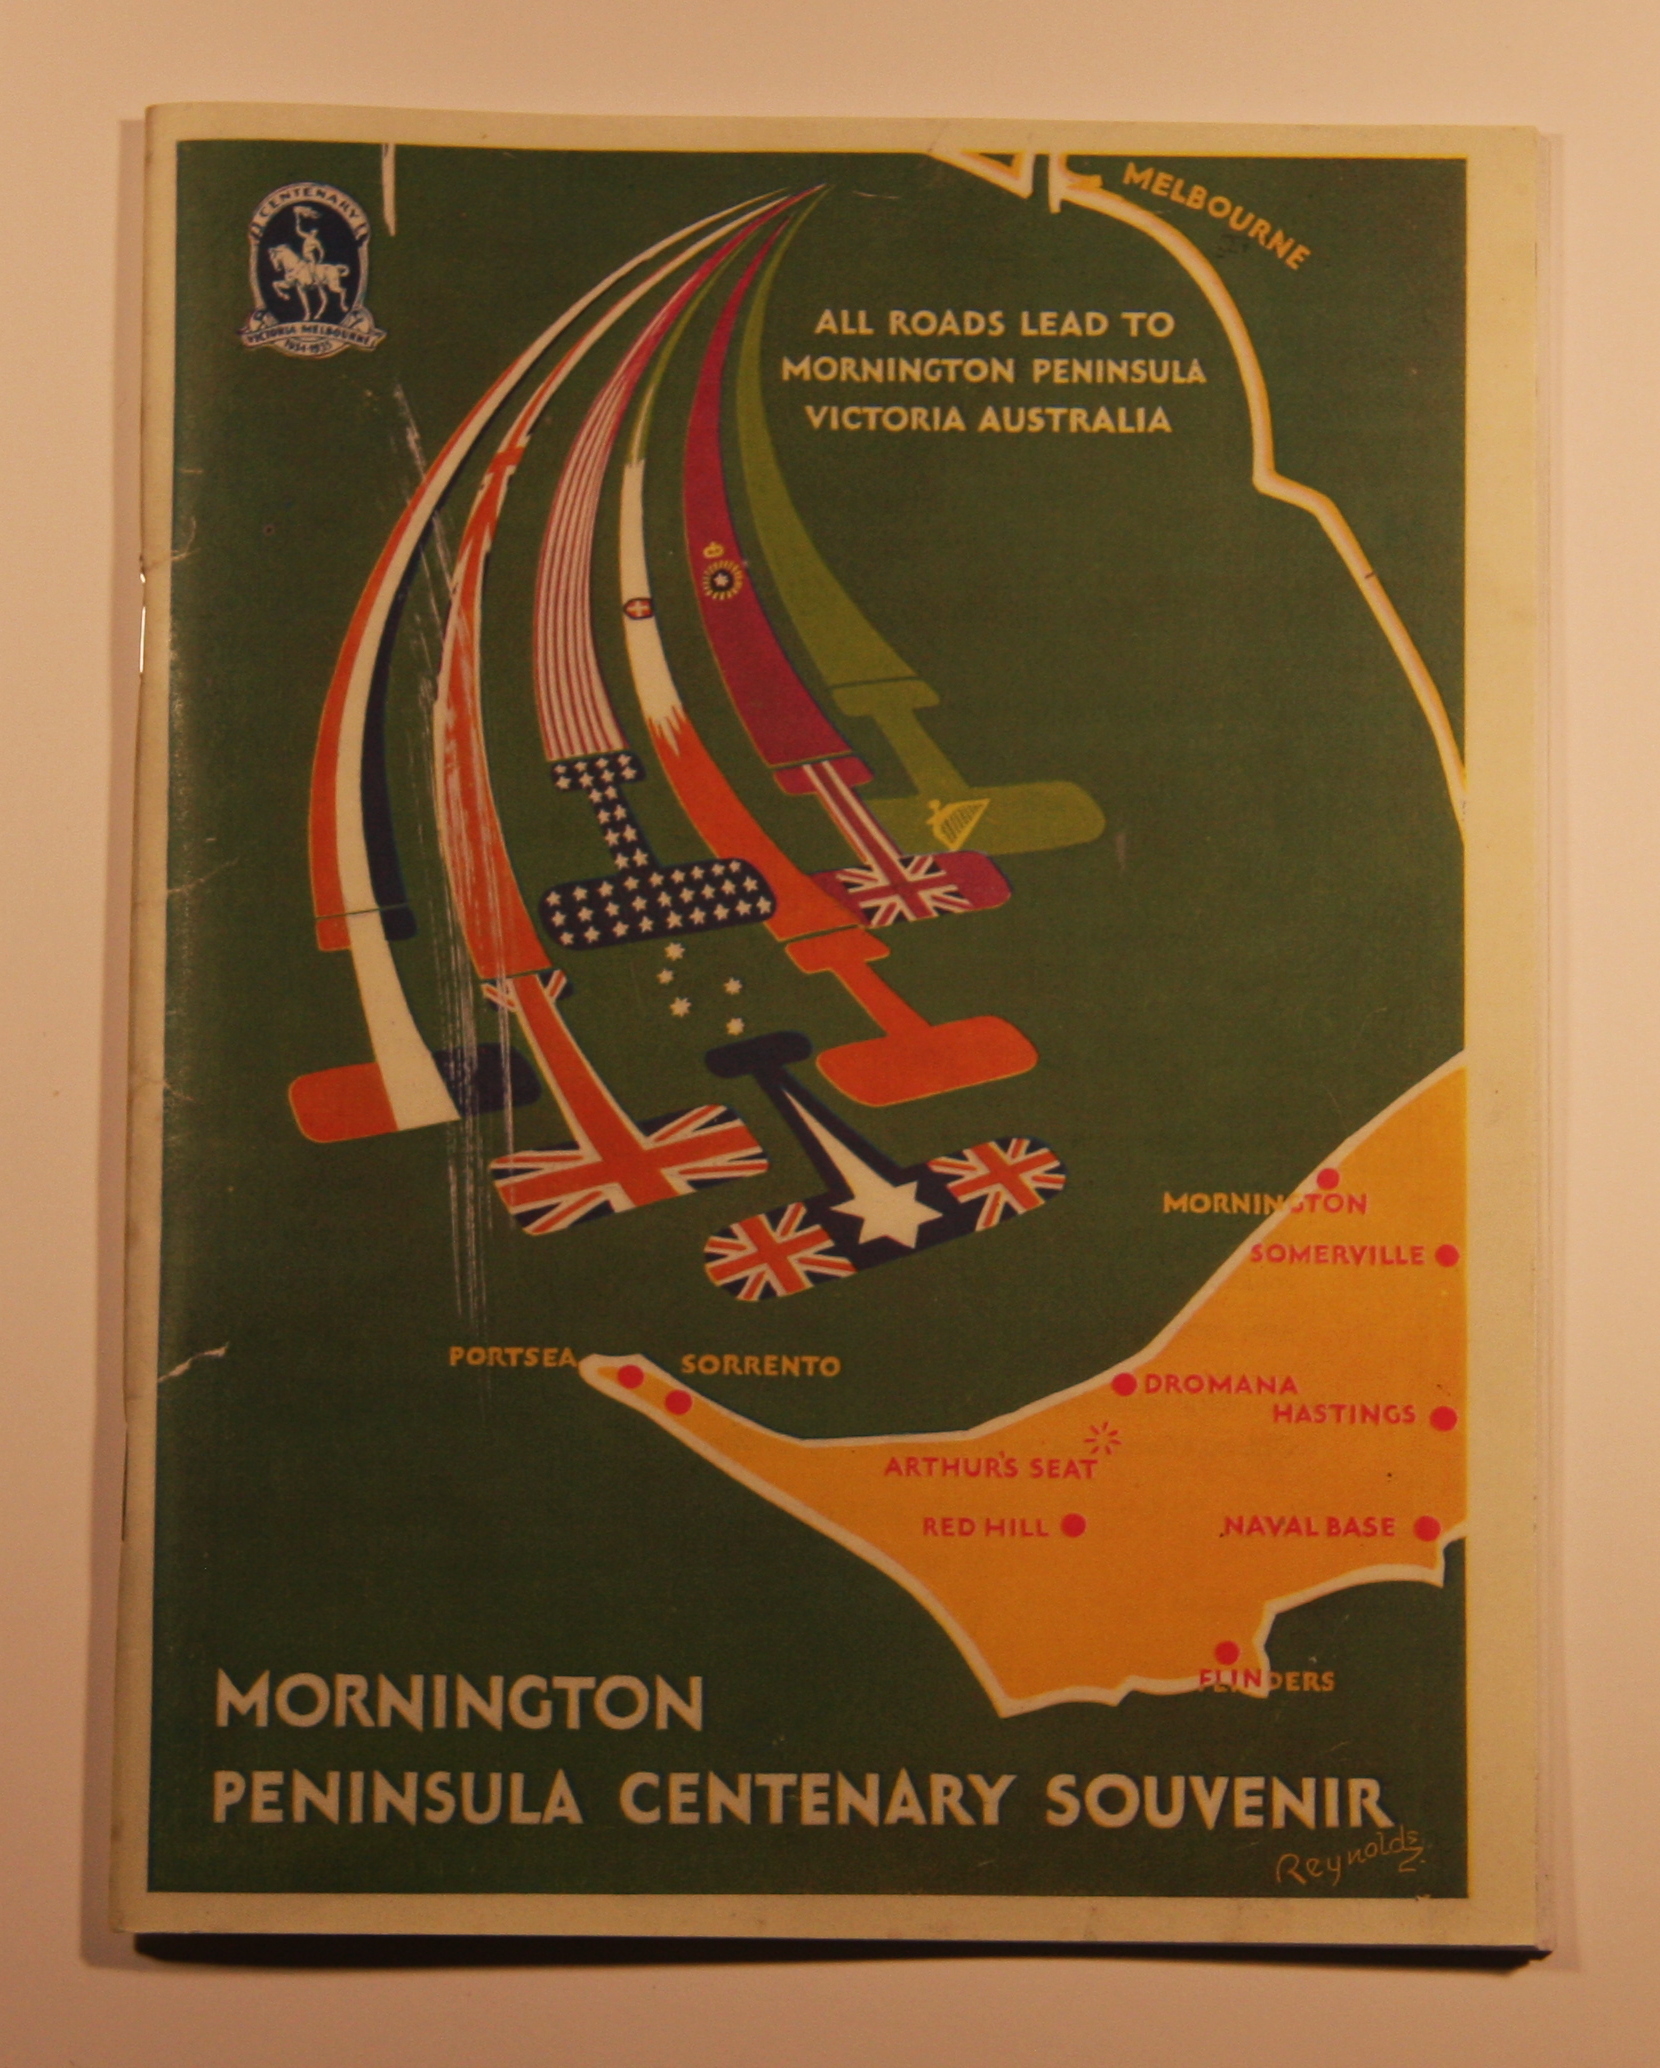 CENTENARY
VICTORIA MELBOURNE
1934-1935
MELBOURNE
ALL ROADS LEAD TO
MORNINGTON PENINSULA
VICTORIA AUSTRALIA
MORNINGTON
SOMERVILLE
PORTSEA
SORRENTO
DROMANA
HASTINGS
ARTHUR'S SEAT
RED HILL
NAVAL BASE
FLINDERS
MORNINGTON
PENINSULA CENTENARY SOUVENIR
Reynolds